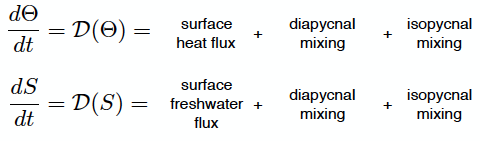 dΘ/dt = 𝒟(Θ) = surface heat flux + diapycnal mixing + isopycnal mixing
dS/dt = 𝒟(S) = surface freshwater flux + diapycnal mixing + isopycnal mixing